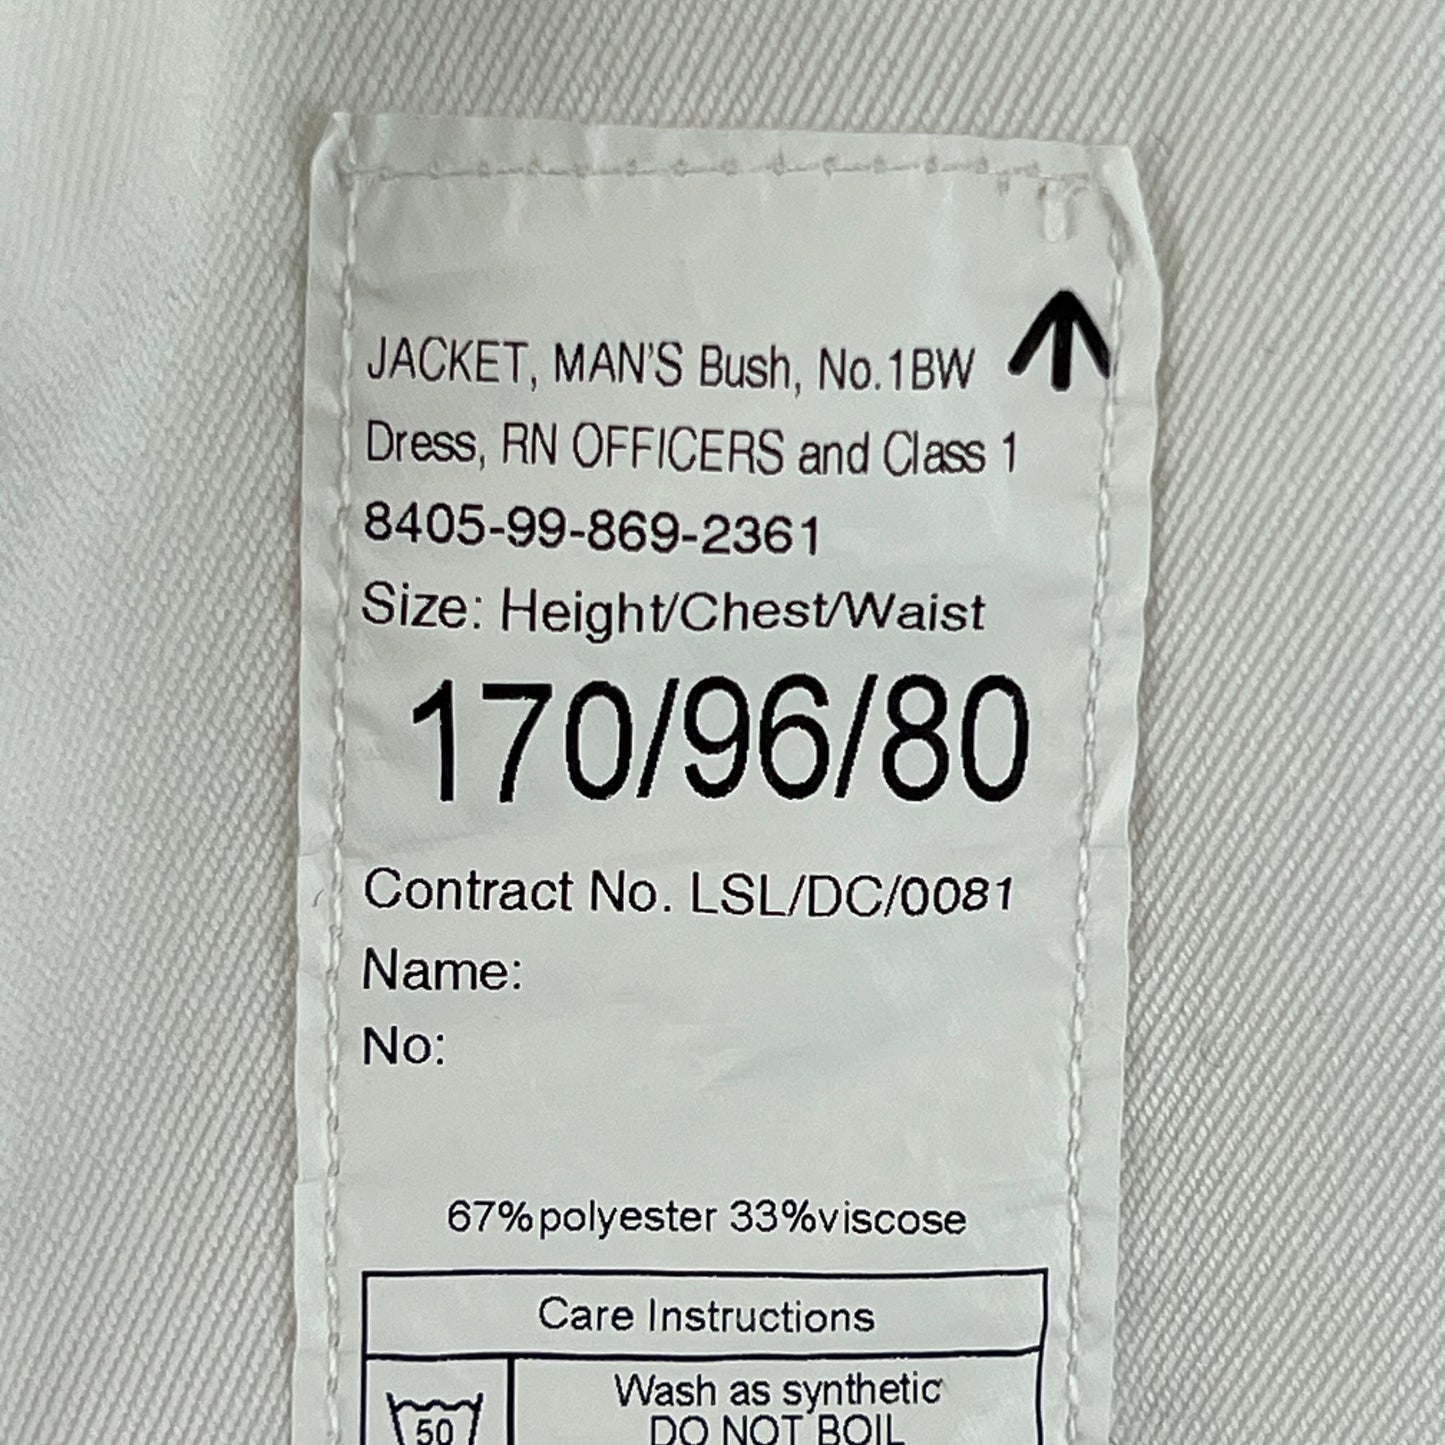 JACKET, MAN'S Bush, No.1BW
Dress, RN OFFICERS and Class 1
8405-99-869-2361
Size: Height/Chest/Waist
170/96/80
Contract No. LSL/DC/0081
Name:
No:
67%polyester 33%viscose
Care Instructions
Wash as synthetic
50 DO NOT BOIL